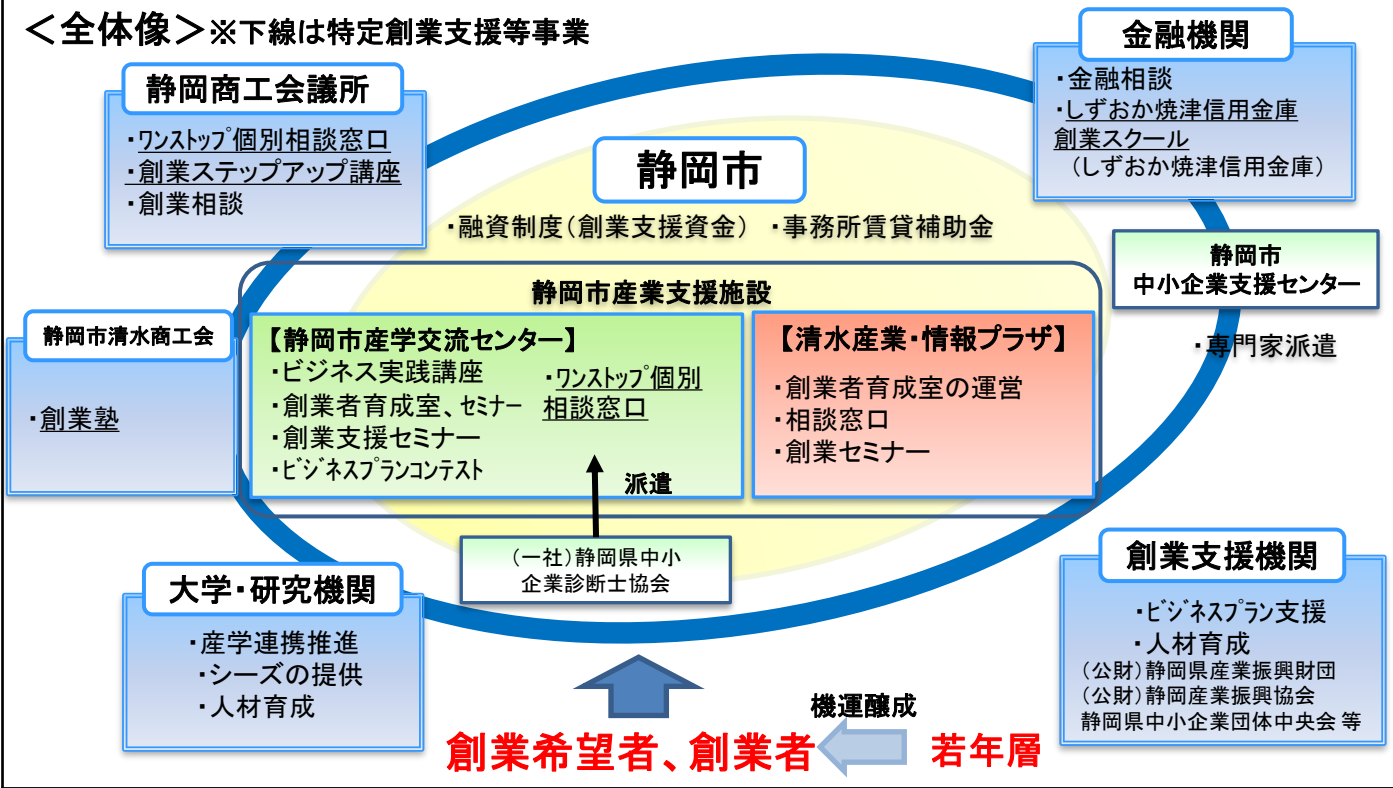 ＜全体像＞※下線は特定創業支援等事業
静岡商工会議所
・ワンストップ個別相談窓口
・創業ステップアップ講座
・創業相談
金融機関
・金融相談
・しずおか焼津信用金庫
創業スクール
（しずおか焼津信用金庫）
静岡市
・融資制度（創業支援資金）　・事務所賃貸補助金
静岡市
中小企業支援センター
・専門家派遣
静岡市産業支援施設
静岡市清水商工会
・創業塾
【静岡市産学交流センター】
・ビジネス実践講座
・創業者育成室、セミナー
・創業支援セミナー
・ビジネスプランコンテスト
・ワンストップ個別
相談窓口
【清水産業・情報プラザ】
・創業者育成室の運営
・相談窓口
・創業セミナー
派遣
（一社）静岡県中小
企業診断士協会
大学・研究機関
・産学連携推進
・シーズの提供
・人材育成
創業支援機関
・ビジネスプラン支援
・人材育成
（公財）静岡県産業振興財団
（公財）静岡産業振興協会
静岡県中小企業団体中央会 等
機運醸成
創業希望者、創業者
若年層